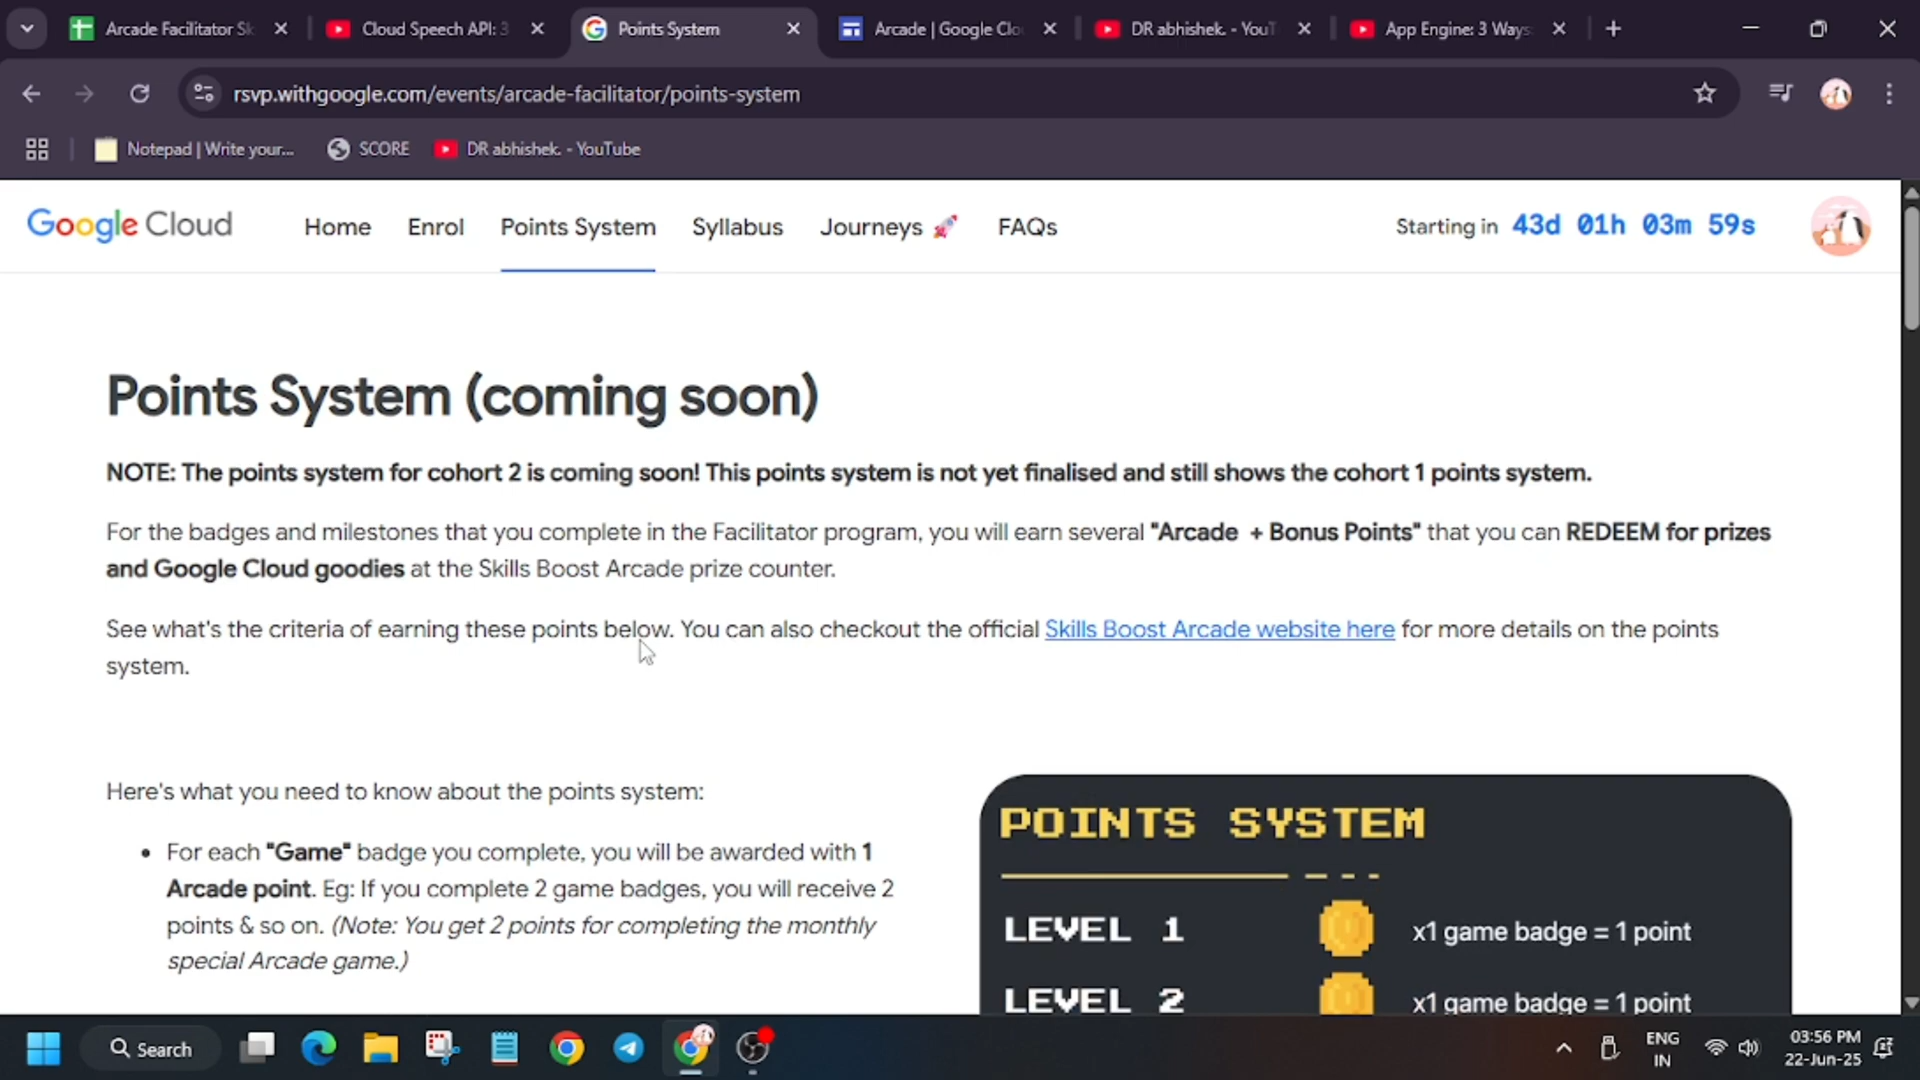 Arcade Facilitator Sk
Cloud Speech API: 3
Points System
Arcade | Google Clo
DR abhishek. - YouT
App Engine: 3 Ways
rsvp.withgoogle.com/events/arcade-facilitator/points-system
Notepad | Write your...
SCORE
DR abhishek. - YouTube
Google Cloud
Home
Enrol
Points System
Syllabus
Journeys 🚀
FAQs
Starting in 43d 01h 03m 59s
Points System (coming soon)
NOTE: The points system for cohort 2 is coming soon! This points system is not yet finalised and still shows the cohort 1 points system.
For the badges and milestones that you complete in the Facilitator program, you will earn several "Arcade + Bonus Points" that you can REDEEM for prizes
and Google Cloud goodies at the Skills Boost Arcade prize counter.
See what's the criteria of earning these points below. You can also checkout the official Skills Boost Arcade website here for more details on the points
system.
Here's what you need to know about the points system:
• For each "Game" badge you complete, you will be awarded with 1
Arcade point. Eg: If you complete 2 game badges, you will receive 2
points & so on. (Note: You get 2 points for completing the monthly
special Arcade game.)
POINTS SYSTEM
LEVEL 1 x1 game badge = 1 point
LEVEL 2 x1 game badge = 1 point
Search
ENG
IN
03:56 PM
22-Jun-25